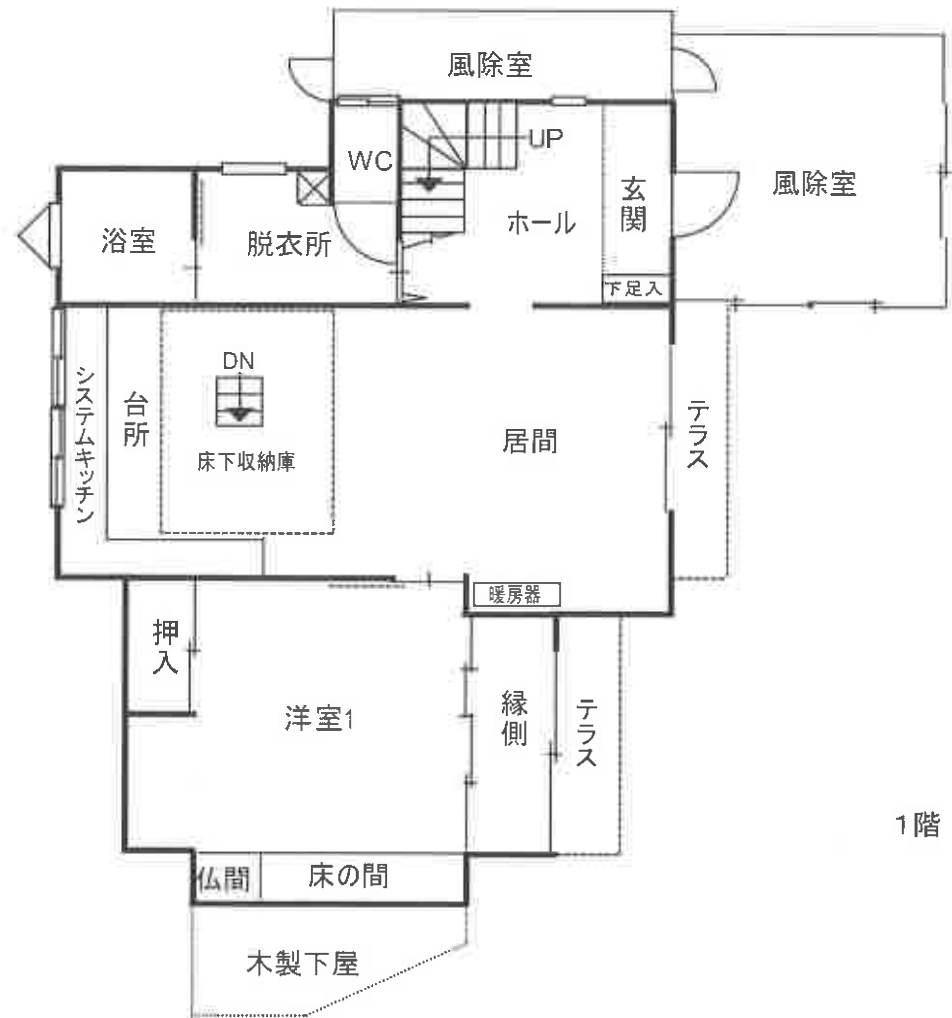 風除室
UP
WC
玄関
風除室
ホール
浴室
脱衣所
下足入
DN
システムキッチン
台所
床下収納庫
居間
テラス
暖房器
押入
洋室1
縁側
テラス
1階
仏間
床の間
木製下屋